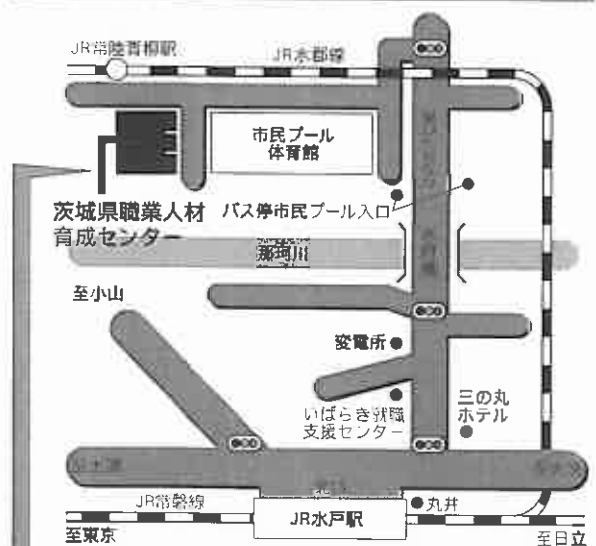 JR常陸青柳駅
JR水郡線
市民プール
体育館
茨城県職業人材
育成センター
バス停市民プール入口
那珂川
至小山
変電所
いばらき就職
支援センター
三の丸
ホテル
JR常磐線
丸井
JR水戸駅
至東京
至日立